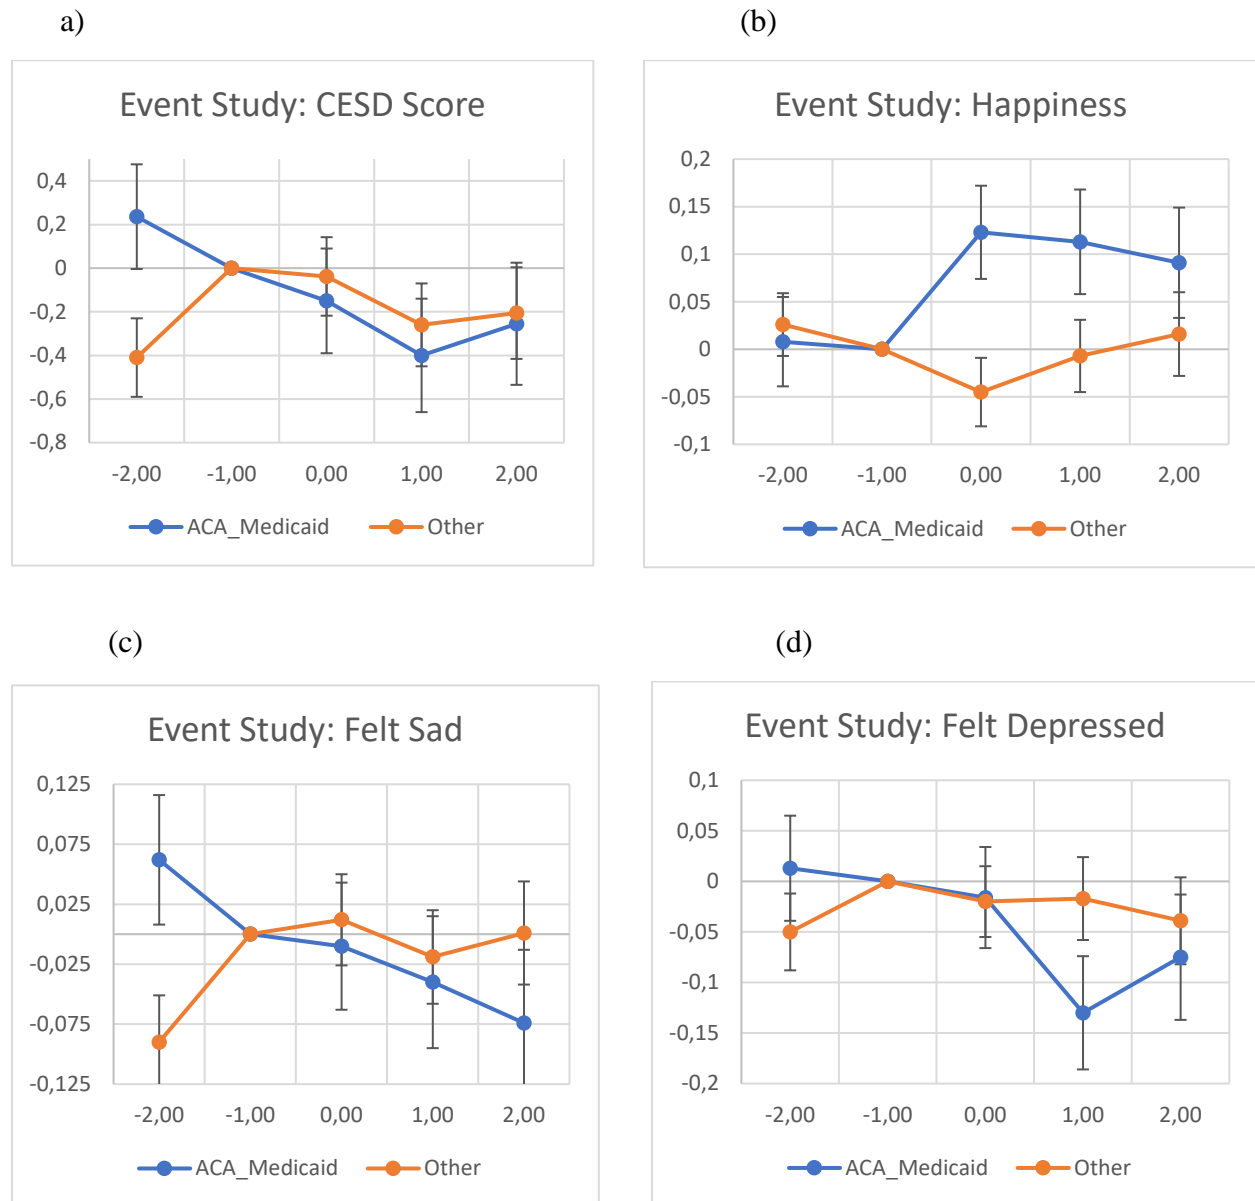 a)
(b)
Event Study: CESD Score
0,4
0,2
0
-0,2
-0,4
-0,6
-0,8
-2,00 -1,00 0,00 1,00 2,00
ACA_Medicaid Other
Event Study: Happiness
0,2
0,15
0,1
0,05
0
-0,05
-0,1
-2,00 -1,00 0,00 1,00 2,00
ACA_Medicaid Other
(c)
(d)
Event Study: Felt Sad
0,125
0,075
0,025
-0,025
-0,075
-0,125
-2,00 -1,00 0,00 1,00 2,00
ACA_Medicaid Other
Event Study: Felt Depressed
0,1
0,05
0
-0,05
-0,1
-0,15
-0,2
-2,00 -1,00 0,00 1,00 2,00
ACA_Medicaid Other